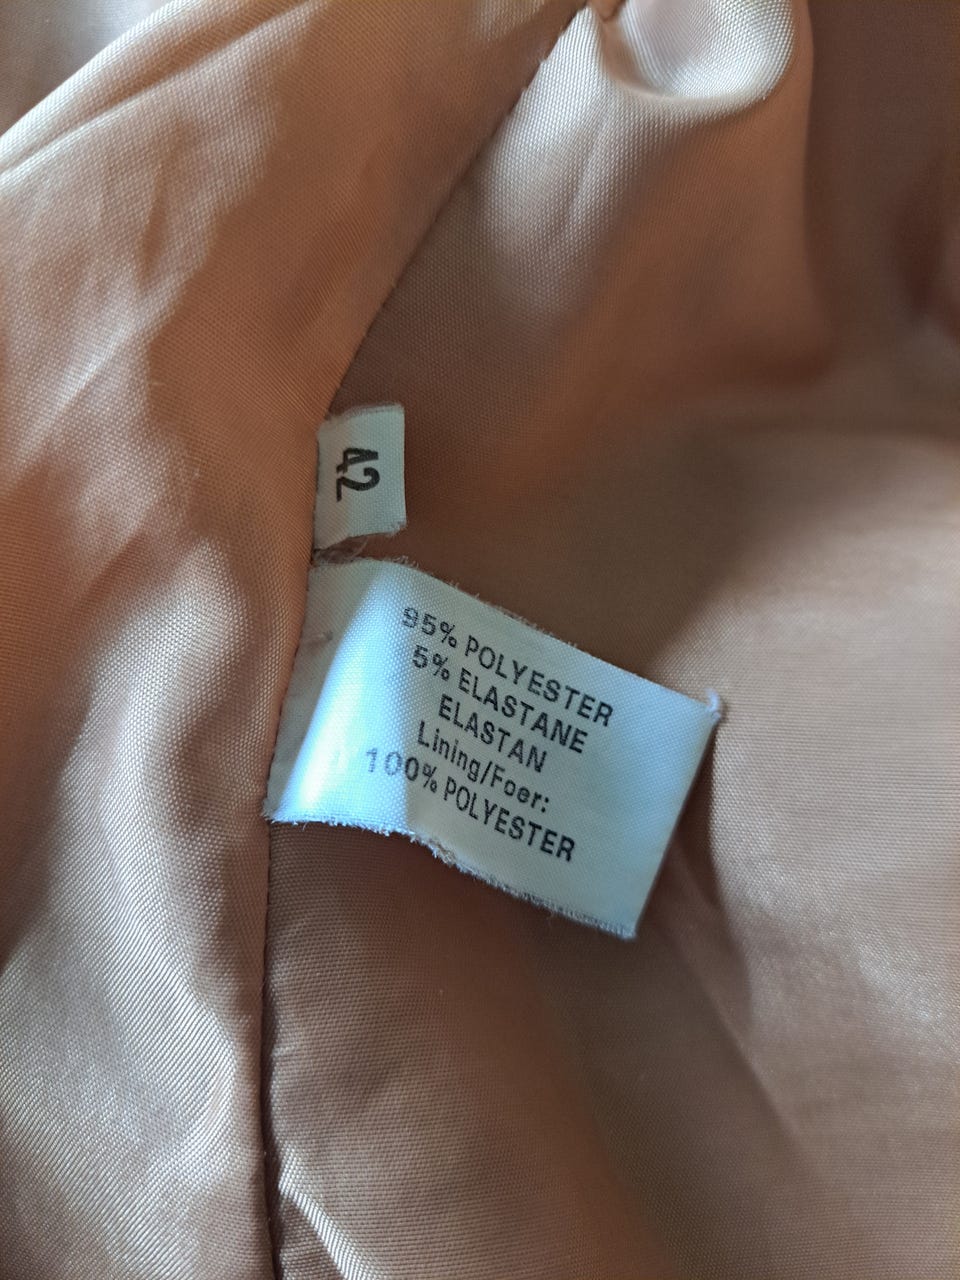 42
95% POLYESTER
5% ELASTANE
ELASTAN
Lining/Foer:
100% POLYESTER